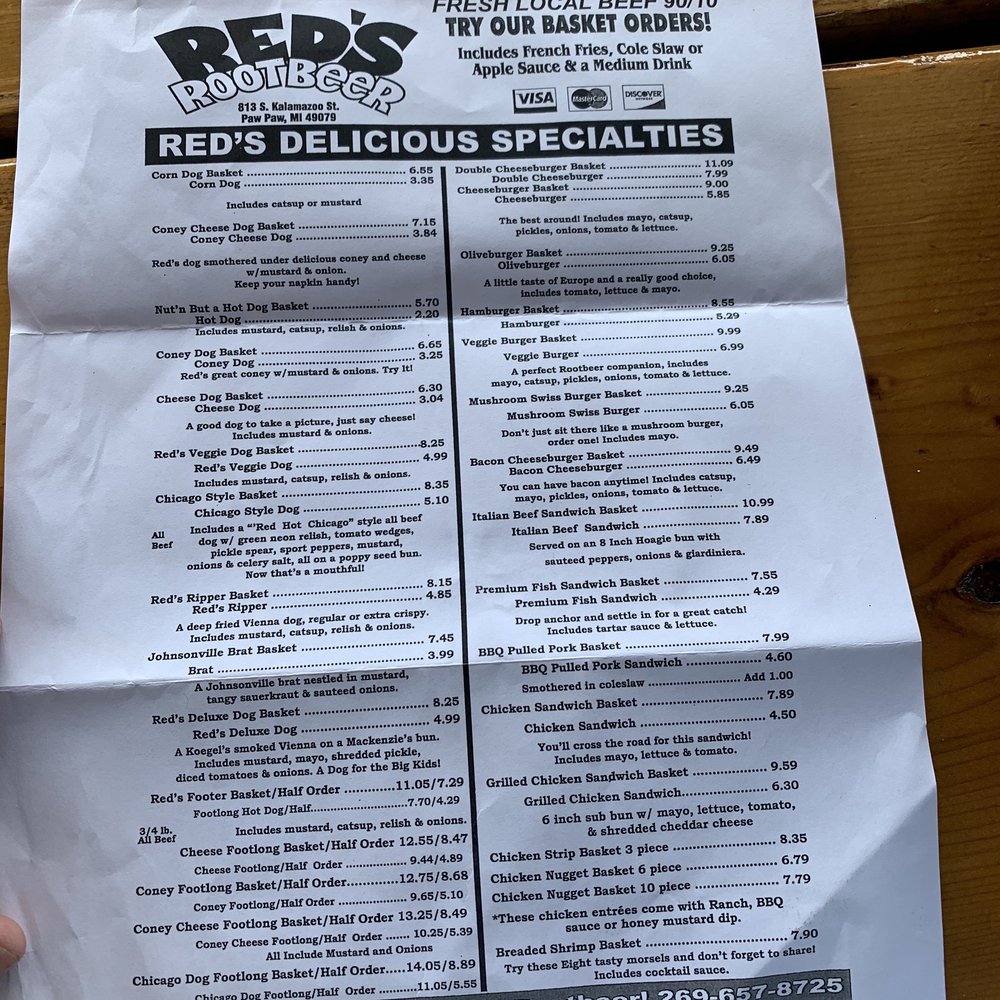 RED'S
ROOTBEER
813 S. Kalamazoo St.
Paw Paw, MI 49079
FRESH LOCAL BEEF 90/10
TRY OUR BASKET ORDERS!
Includes French Fries, Cole Slaw or
Apple Sauce & a Medium Drink
VISA MasterCard DISCOVER
RED'S DELICIOUS SPECIALTIES
Corn Dog Basket 6.55
Corn Dog 3.35
Includes catsup or mustard
Coney Cheese Dog Basket 7.15
Coney Cheese Dog 3.84
Red's dog smothered under delicious coney and cheese
w/mustard & onion.
Keep your napkin handy!
Nut'n But a Hot Dog Basket 5.70
Hot Dog 2.20
Includes mustard, catsup, relish & onions.
Coney Dog Basket 6.65
Coney Dog 3.25
Red's great coney w/mustard & onions. Try It!
Cheese Dog Basket 6.30
Cheese Dog 3.04
A good dog to take a picture, just say cheese!
Includes mustard & onions.
Red's Veggie Dog Basket 8.25
Red's Veggie Dog 4.99
Includes mustard, catsup, relish & onions.
Chicago Style Basket 8.35
Chicago Style Dog 5.10
All
Beef
Includes a "'Red Hot Chicago" style all beef
dog w/ green neon relish, tomato wedges,
pickle spear, sport peppers, mustard,
onions & celery salt, all on a poppy seed bun.
Now that's a mouthful!
Red's Ripper Basket 8.15
Red's Ripper 4.85
A deep fried Vienna dog, regular or extra crispy.
Includes mustard, catsup, relish & onions.
Johnsonville Brat Basket 7.45
Brat 3.99
A Johnsonville brat nestled in mustard,
tangy sauerkraut & sauteed onions.
Red's Deluxe Dog Basket 8.25
Red's Deluxe Dog 4.99
A Koegel's smoked Vienna on a Mackenzie's bun.
Includes mustard, mayo, shredded pickle,
diced tomatoes & onions. A Dog for the Big Kids!
Red's Footer Basket/Half Order 11.05/7.29
Footlong Hot Dog/Half 7.70/4.29
3/4 lb.
All Beef
Includes mustard, catsup, relish & onions.
Cheese Footlong Basket/Half Order 12.55/8.47
Cheese Footlong/Half Order 9.44/4.89
Coney Footlong Basket/Half Order 12.75/8.68
Coney Footlong/Half Order 9.65/5.10
Coney Cheese Footlong Basket/Half Order 13.25/8.49
Coney Cheese Footlong/Half Order 10.25/5.39
All Include Mustard and Onions
Chicago Dog Footlong Basket/Half Order 14.05/8.89
Chicago Dog Footlong/Half Order 11.05/5.55
Double Cheeseburger Basket 11.09
Double Cheeseburger 7.99
Cheeseburger Basket 9.00
Cheeseburger 5.85
The best around! Includes mayo, catsup,
pickles, onions, tomato & lettuce.
Oliveburger Basket 9.25
Oliveburger 6.05
A little taste of Europe and a really good choice,
includes tomato, lettuce & mayo.
Hamburger Basket 8.55
Hamburger 5.29
Veggie Burger Basket 9.99
Veggie Burger 6.99
A perfect Rootbeer companion, includes
mayo, catsup, pickles, onions, tomato & lettuce.
Mushroom Swiss Burger Basket 9.25
Mushroom Swiss Burger 6.05
Don't just sit there like a mushroom burger,
order one! Includes mayo.
Bacon Cheeseburger Basket 9.49
Bacon Cheeseburger 6.49
You can have bacon anytime! Includes catsup,
mayo, pickles, onions, tomato & lettuce.
Italian Beef Sandwich Basket 10.99
Italian Beef Sandwich 7.89
Served on an 8 Inch Hoagie bun with
sauteed peppers, onions & giardiniera.
Premium Fish Sandwich Basket 7.55
Premium Fish Sandwich 4.29
Drop anchor and settle in for a great catch!
Includes tartar sauce & lettuce.
BBQ Pulled Pork Basket 7.99
BBQ Pulled Pork Sandwich 4.60
Smothered in coleslaw Add 1.00
Chicken Sandwich Basket 7.89
Chicken Sandwich 4.50
You'll cross the road for this sandwich!
Includes mayo, lettuce & tomato.
Grilled Chicken Sandwich Basket 9.59
Grilled Chicken Sandwich 6.30
6 inch sub bun w/ mayo, lettuce, tomato,
& shredded cheddar cheese
Chicken Strip Basket 3 piece 8.35
Chicken Nugget Basket 6 piece 6.79
Chicken Nugget Basket 10 piece 7.79
*These chicken entrées come with Ranch, BBQ
sauce or honey mustard dip.
Breaded Shrimp Basket 7.90
Try these Eight tasty morsels and don't forget to share!
Includes cocktail sauce.
269-657-8725